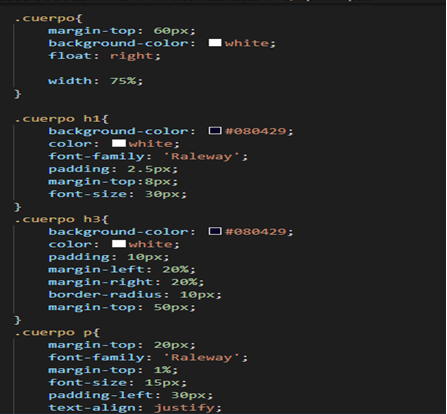 .cuerpo{
margin-top: 60px;
background-color: white;
float: right;
width: 75%;
}
.cuerpo h1{
background-color: #080429;
color: white;
font-family: 'Raleway';
padding: 2.5px;
margin-top:8px;
font-size: 30px;
}
.cuerpo h3{
background-color: #080429;
color: white;
padding: 10px;
margin-left: 20%;
margin-right: 20%;
border-radius: 10px;
margin-top: 50px;
}
.cuerpo p{
margin-top: 20px;
font-family: 'Raleway';
margin-top: 1%;
font-size: 15px;
padding-left: 30px;
text-align: justify;